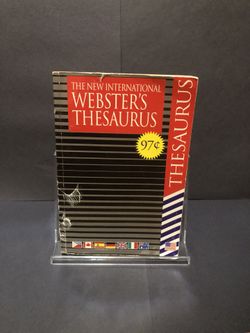 THE NEW INTERNATIONAL
WEBSTER'S
THESAURUS
97¢
THESAURUS